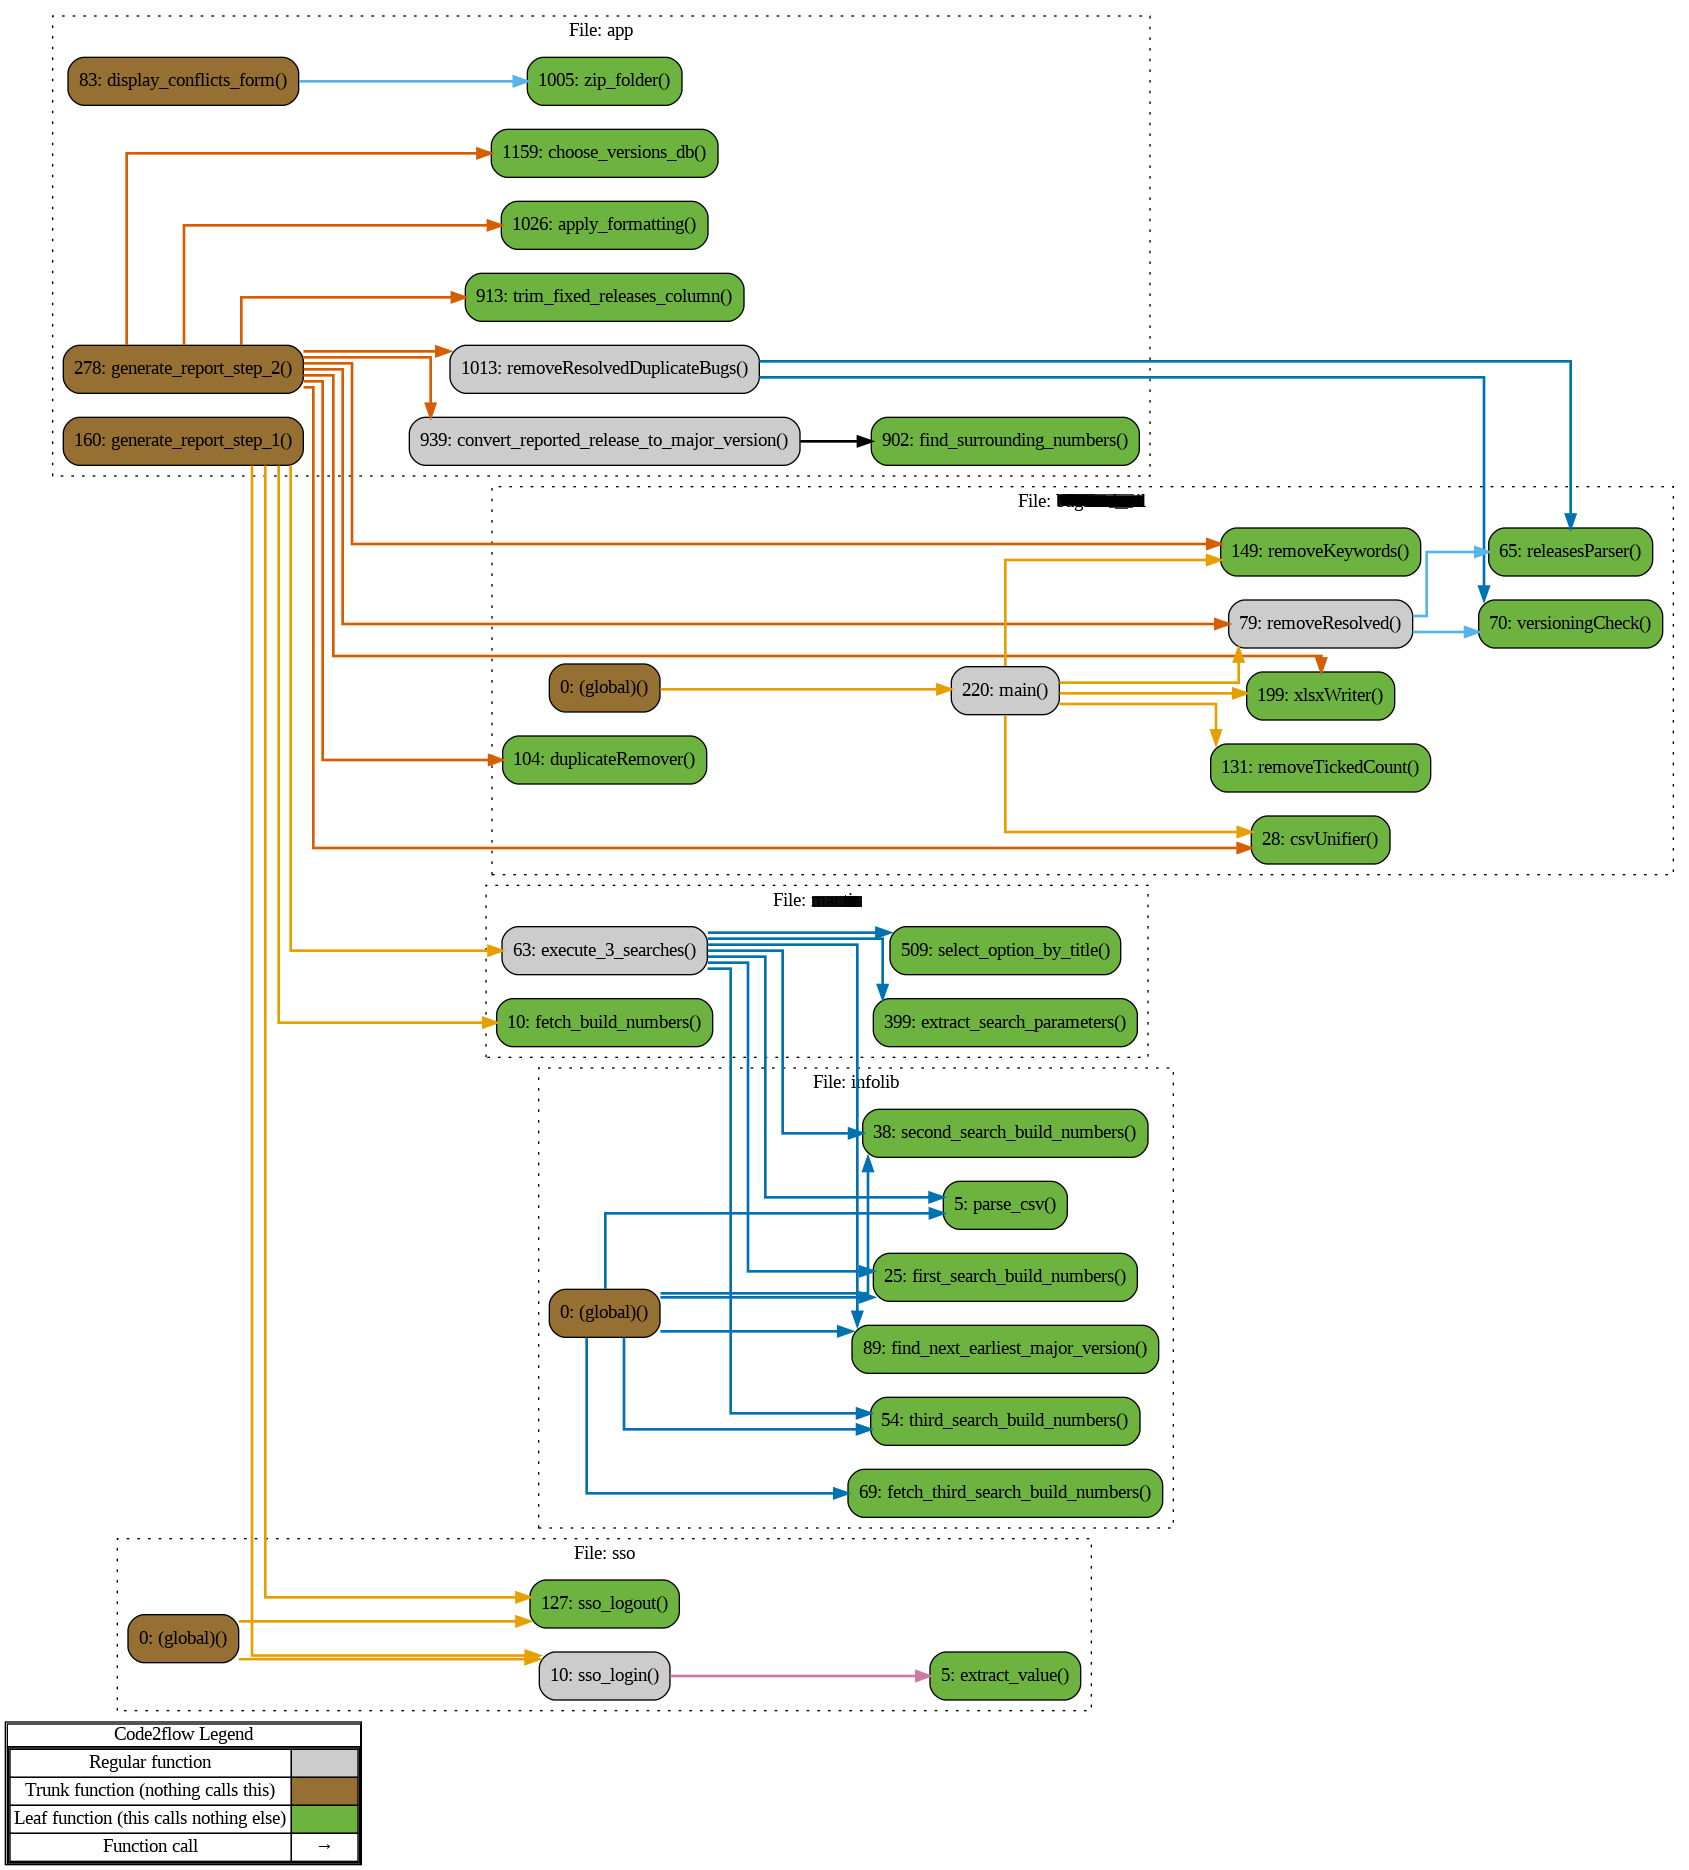 File: app
83: display_conflicts_form()
1005: zip_folder()
1159: choose_versions_db()
1026: apply_formatting()
913: trim_fixed_releases_column()
278: generate_report_step_2()
1013: removeResolvedDuplicateBugs()
160: generate_report_step_1()
939: convert_reported_release_to_major_version()
902: find_surrounding_numbers()
File:
149: removeKeywords()
65: releasesParser()
79: removeResolved()
70: versioningCheck()
0: (global)()
220: main()
199: xlsxWriter()
104: duplicateRemover()
131: removeTickedCount()
28: csvUnifier()
File:
63: execute_3_searches()
509: select_option_by_title()
10: fetch_build_numbers()
399: extract_search_parameters()
File: infolib
38: second_search_build_numbers()
5: parse_csv()
25: first_search_build_numbers()
0: (global)()
89: find_next_earliest_major_version()
54: third_search_build_numbers()
69: fetch_third_search_build_numbers()
File: sso
127: sso_logout()
0: (global)()
10: sso_login()
5: extract_value()
Code2flow Legend
Regular function
Trunk function (nothing calls this)
Leaf function (this calls nothing else)
Function call →